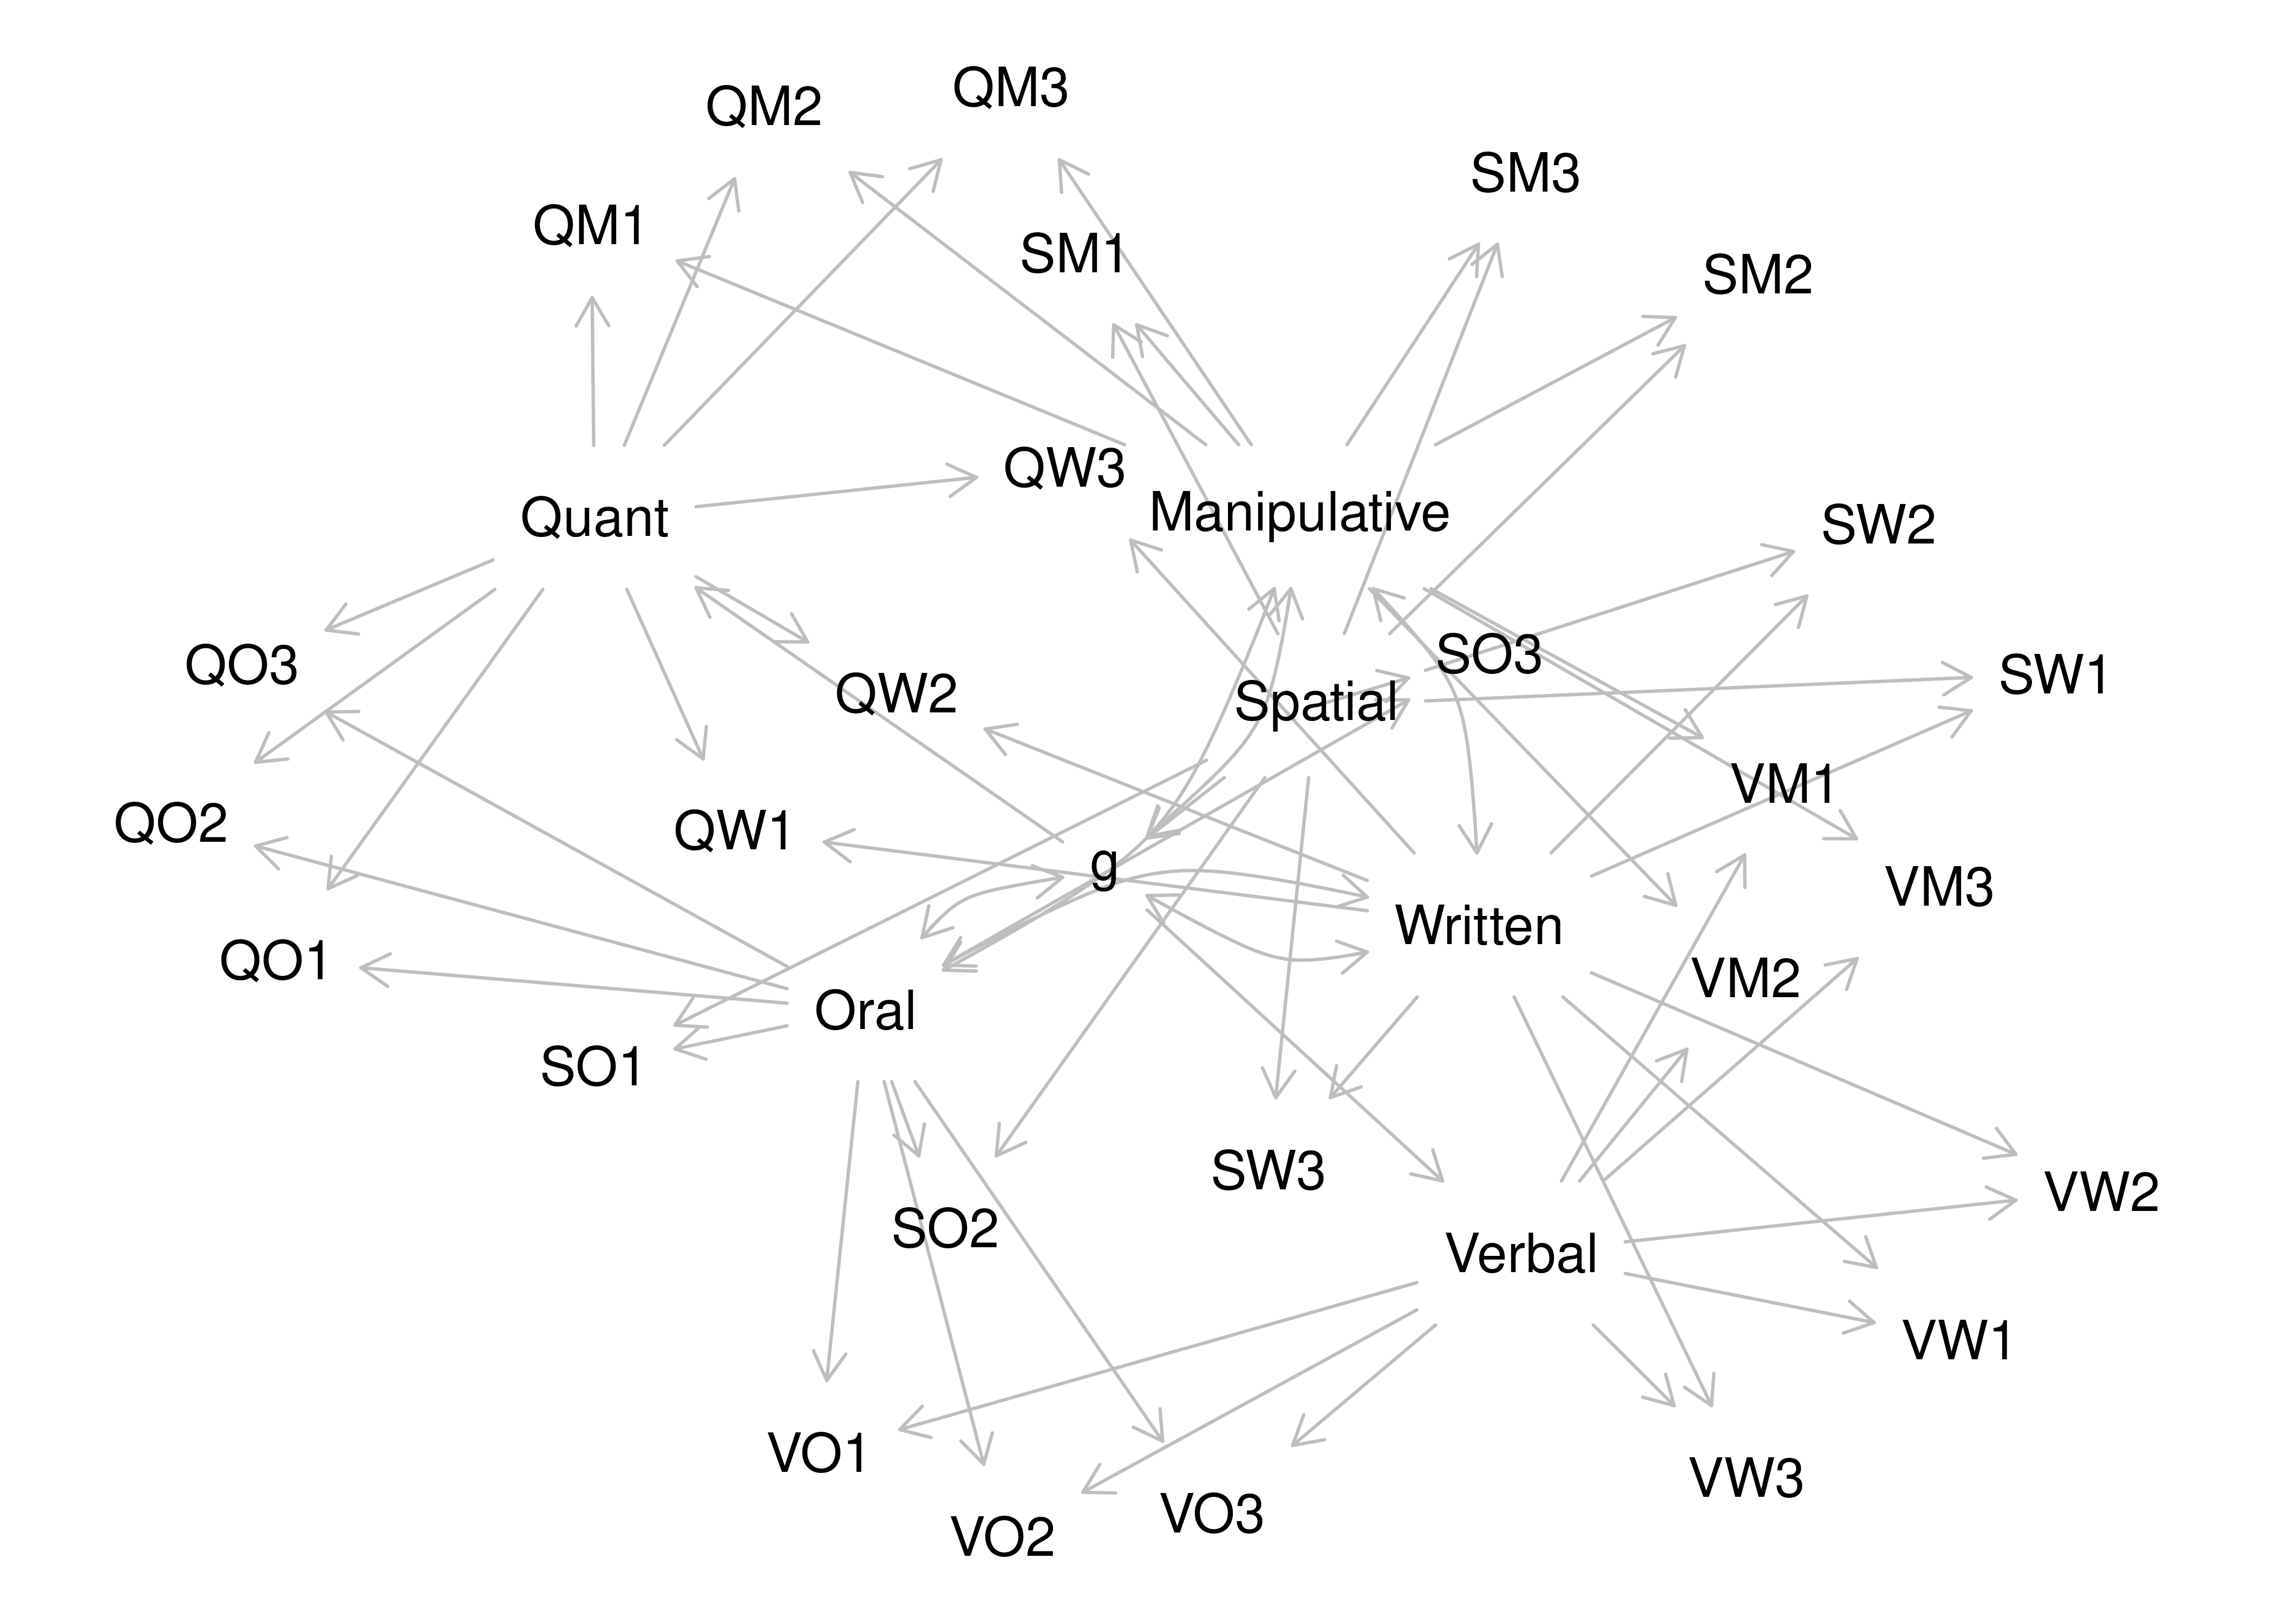 QM3
QM2
SM3
QM1
SM1
SM2
QW3
Manipulative
Quant
SW2
SO3
QO3
SW1
QW2
Spatial
VM1
QO2
QW1
g
VM3
Written
QO1
VM2
Oral
SO1
SW3
VW2
SO2
Verbal
VW1
VO1
VW3
VO3
VO2